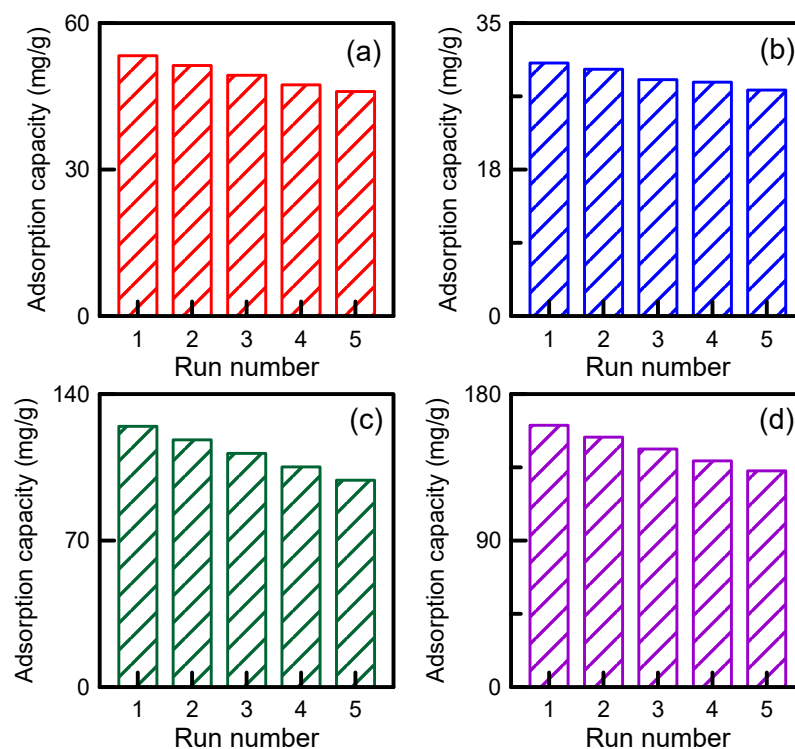 60
30
0
Adsorption capacity (mg/g)
(a)
1 2 3 4 5
Run number
35
18
0
Adsorption capacity (mg/g)
(b)
1 2 3 4 5
Run number
140
70
0
Adsorption capacity (mg/g)
(c)
1 2 3 4 5
Run number
180
90
0
Adsorption capacity (mg/g)
(d)
1 2 3 4 5
Run number